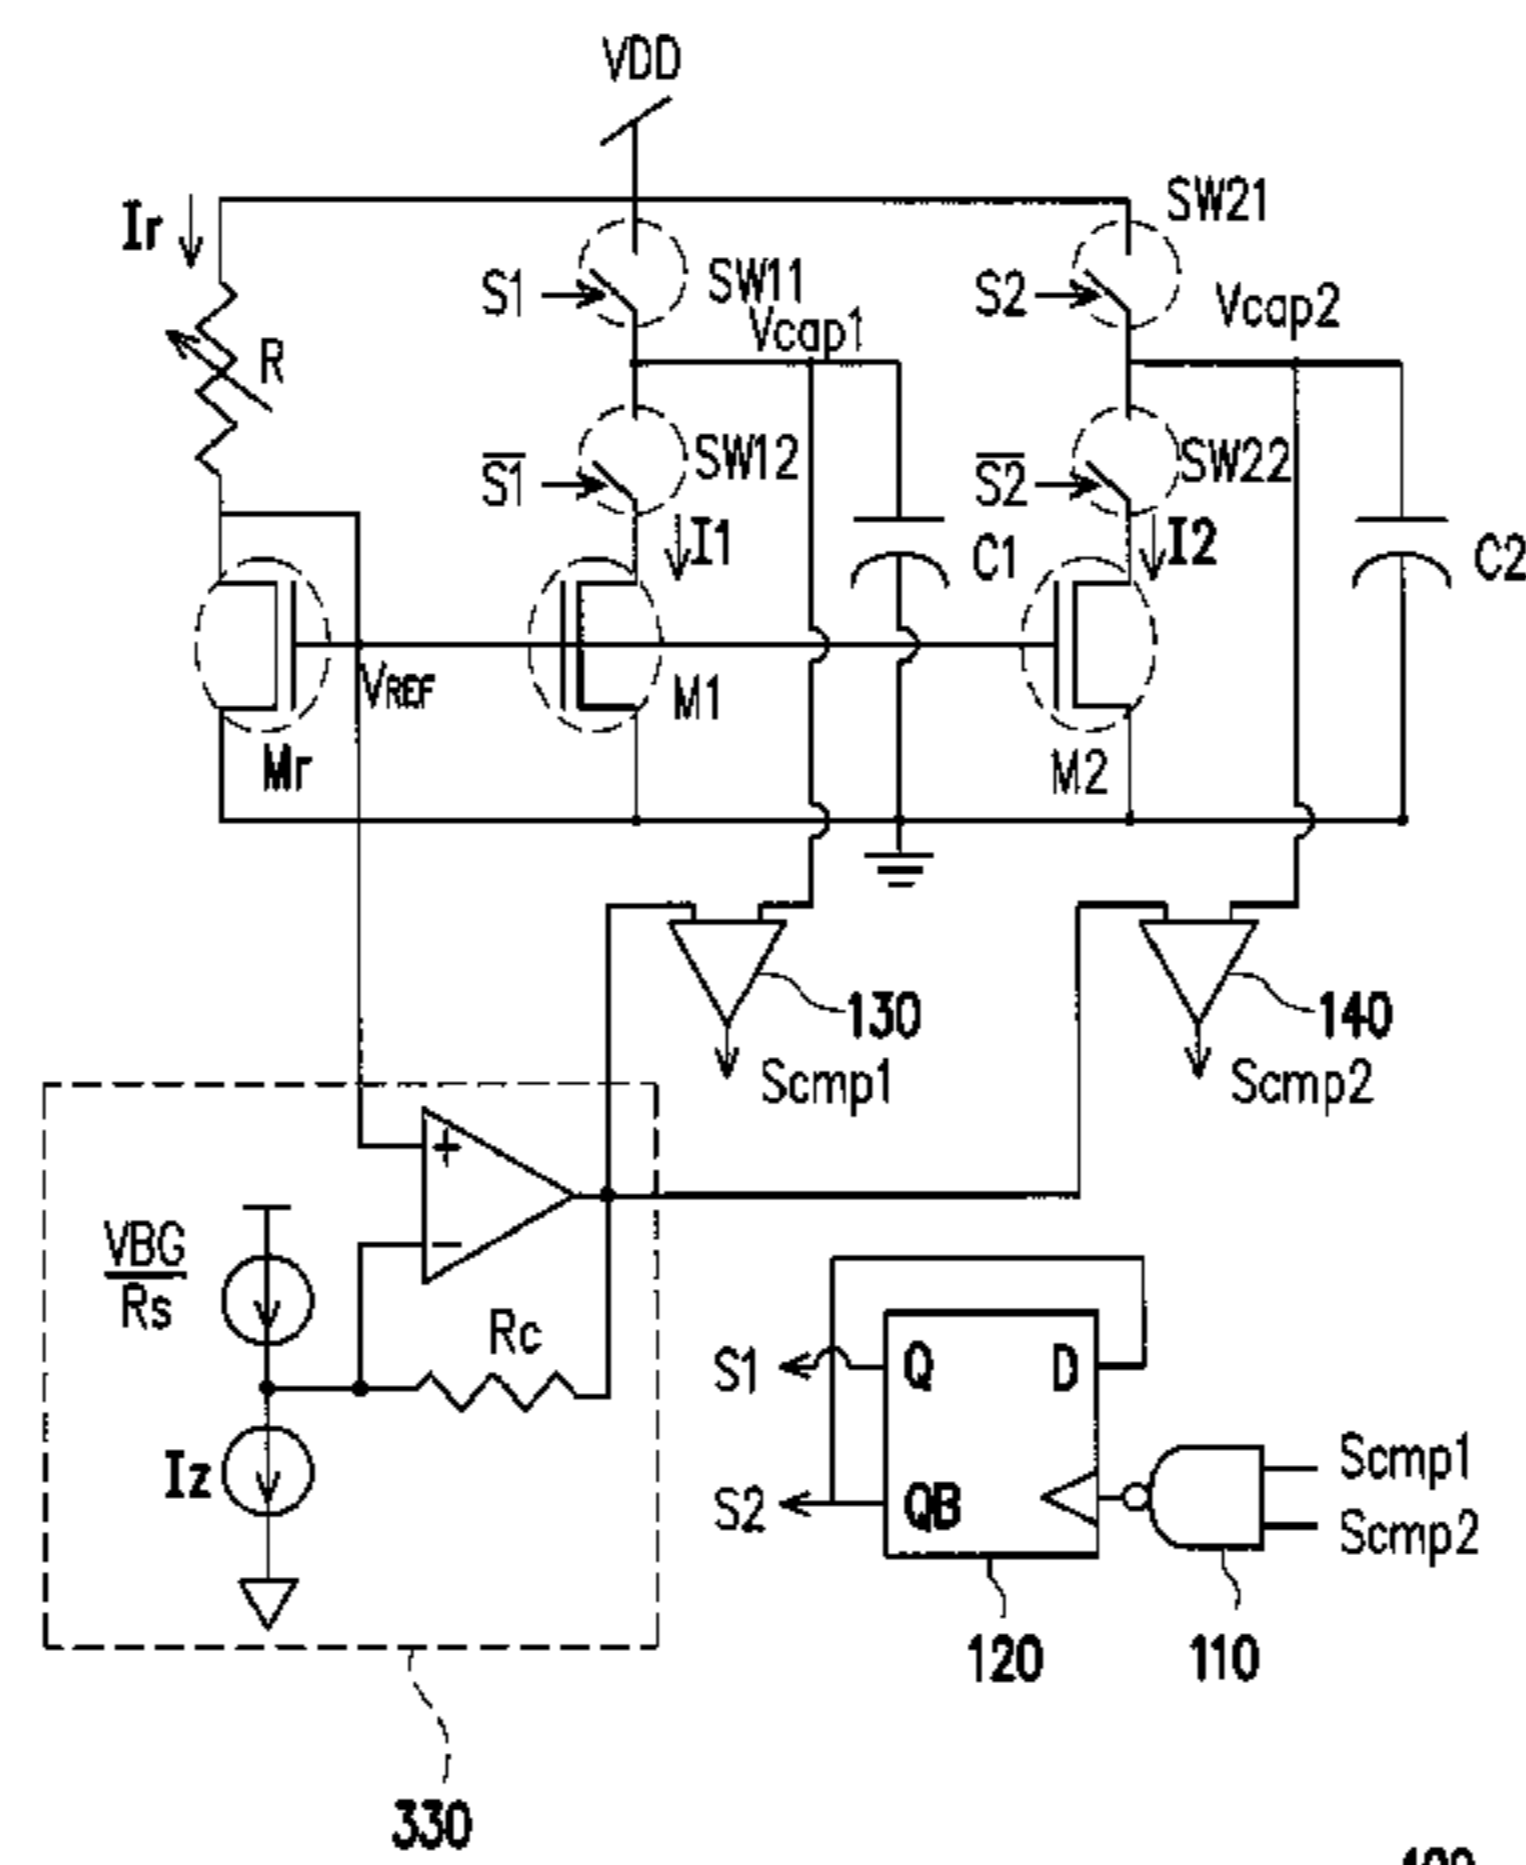 VDD
Ir
SW21
S1
SW11
S2
Vcap1
Vcap2
R
S1
SW12
S2
SW22
I1
C1
I2
C2
VREF
M1
Mr
M2
130
140
Scmp1
Scmp2
+
−
VBG
Rs
Rc
Iz
S1
Q
D
S2
QB
Scmp1
Scmp2
120
110
330